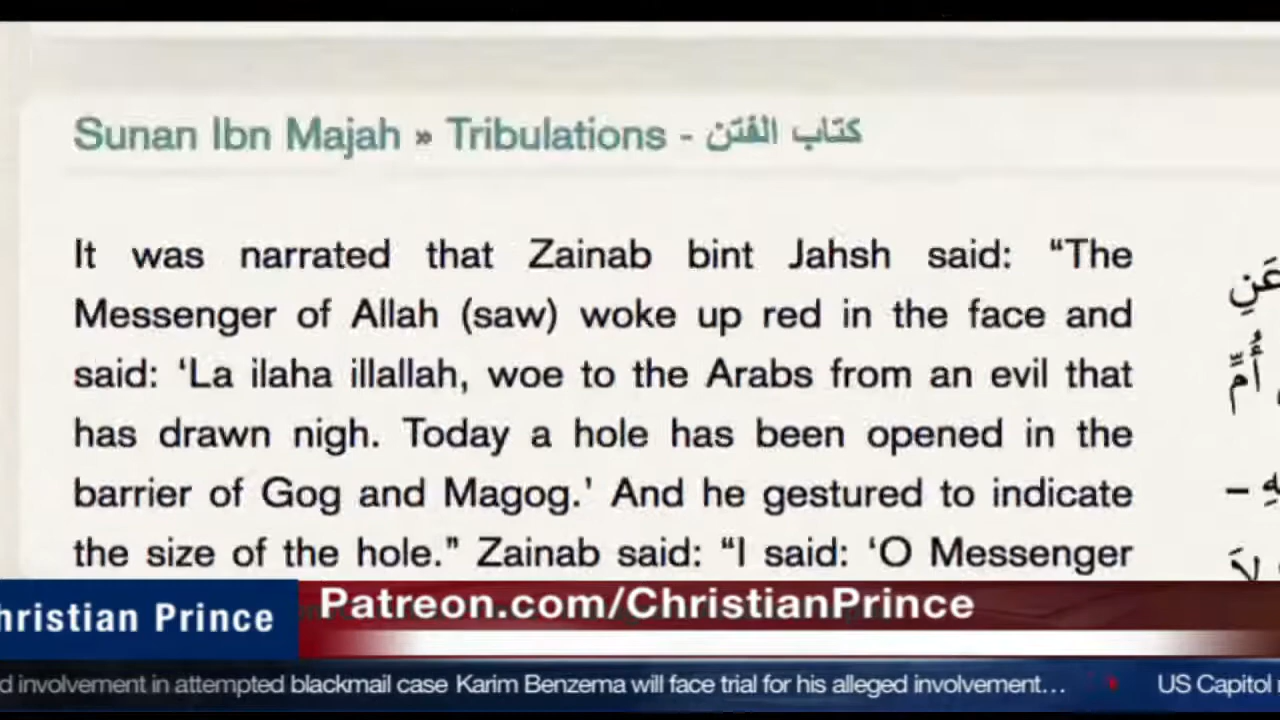 Sunan Ibn Majah » Tribulations - كتاب الفتن
It was narrated that Zainab bint Jahsh said: “The
Messenger of Allah (saw) woke up red in the face and
said: ‘La ilaha illallah, woe to the Arabs from an evil that
has drawn nigh. Today a hole has been opened in the
barrier of Gog and Magog.’ And he gestured to indicate
the size of the hole.” Zainab said: “I said: ‘O Messenger
عَنِ
أُمِّ
hristian Prince
Patreon.com/ChristianPrince
d involvement in attempted blackmail case Karim Benzema will face trial for his alleged involvement... US Capitol